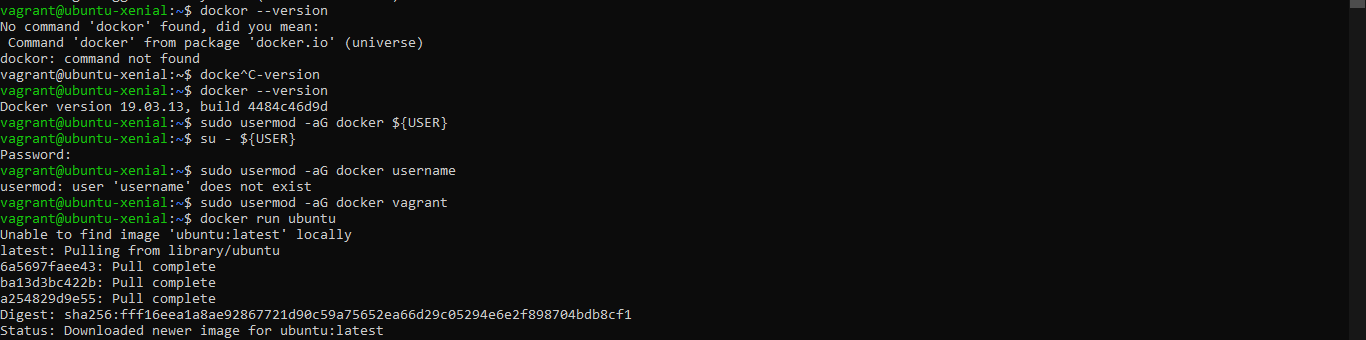 vagrant@ubuntu-xenial:~$ dockor --version
No command 'dockor' found, did you mean:
 Command 'docker' from package 'docker.io' (universe)
dockor: command not found
vagrant@ubuntu-xenial:~$ docke^C-version
vagrant@ubuntu-xenial:~$ docker --version
Docker version 19.03.13, build 4484c46d9d
vagrant@ubuntu-xenial:~$ sudo usermod -aG docker ${USER}
vagrant@ubuntu-xenial:~$ su - ${USER}
Password:
vagrant@ubuntu-xenial:~$ sudo usermod -aG docker username
usermod: user 'username' does not exist
vagrant@ubuntu-xenial:~$ sudo usermod -aG docker vagrant
vagrant@ubuntu-xenial:~$ docker run ubuntu
Unable to find image 'ubuntu:latest' locally
latest: Pulling from library/ubuntu
6a5697faee43: Pull complete
ba13d3bc422b: Pull complete
a254829d9e55: Pull complete
Digest: sha256:fff16eea1a8ae92867721d90c59a75652ea66d29c05294e6e2f898704bdb8cf1
Status: Downloaded newer image for ubuntu:latest